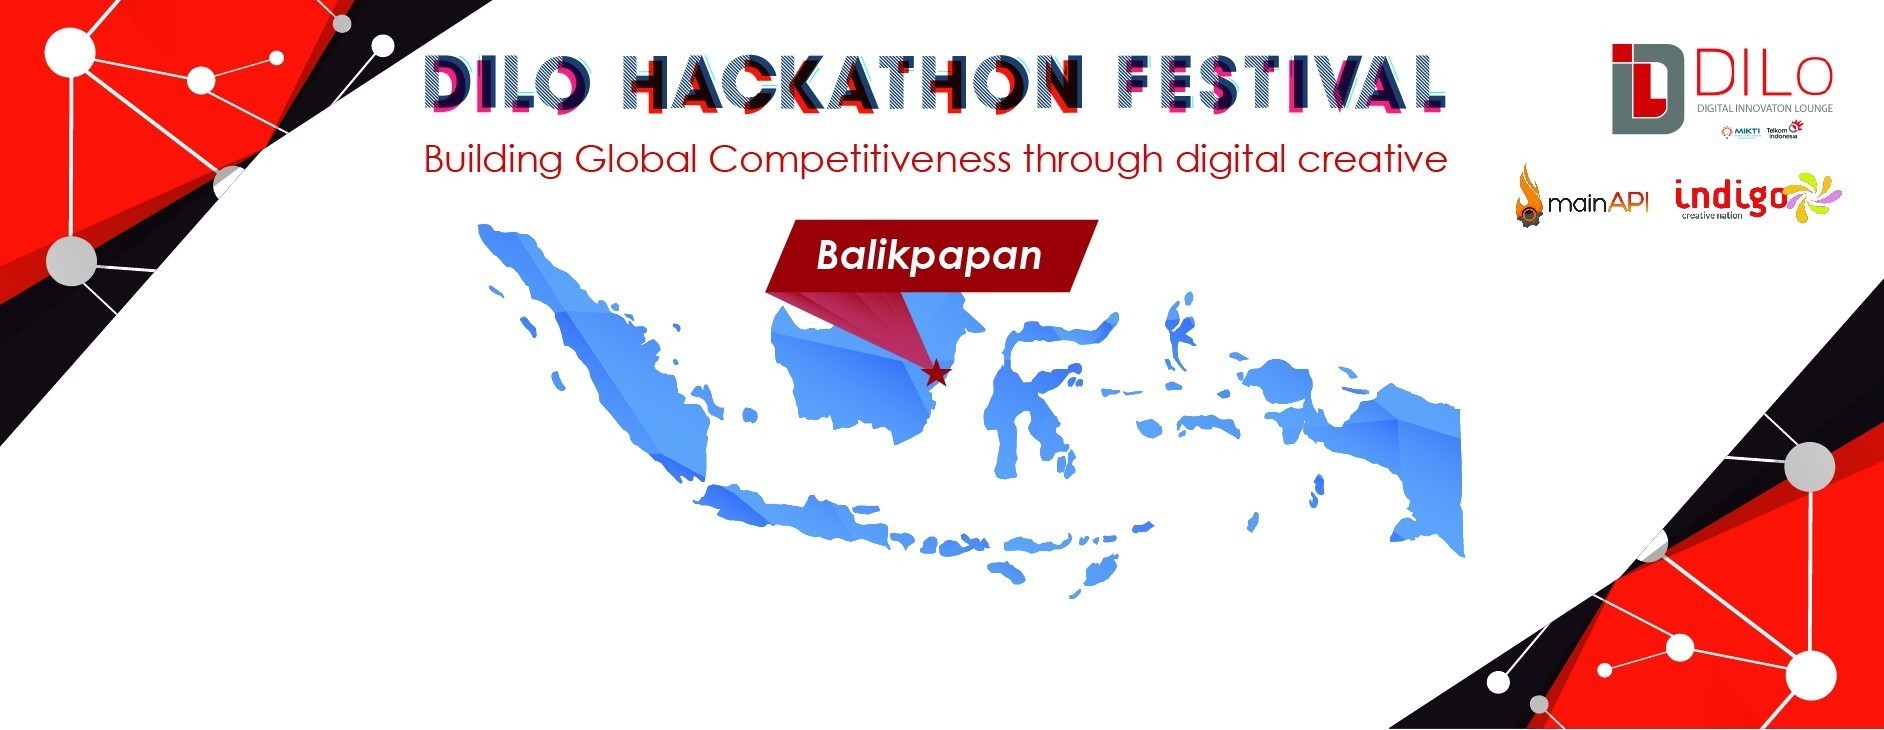 DILO HACKATHON FESTIVAL
Building Global Competitiveness through digital creative
DILo
DIGITAL INNOVATON LOUNGE
MIKTI
Telkom
Indonesia
mainAPI
indigo
creative nation
Balikpapan